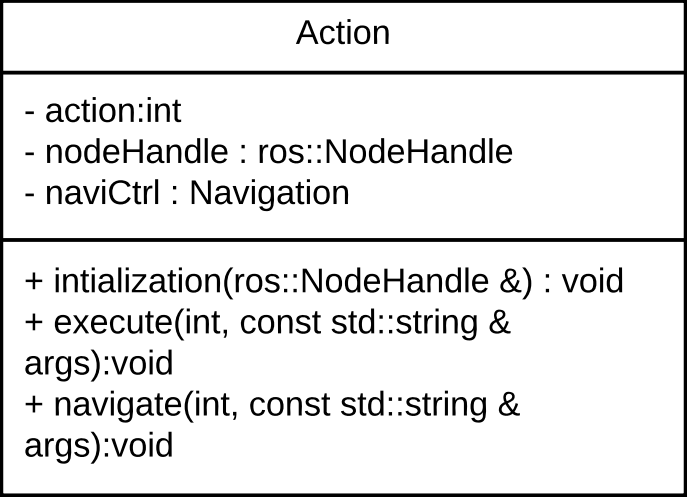 Action
- action:int
- nodeHandle : ros::NodeHandle
- naviCtrl : Navigation
+ intialization(ros::NodeHandle &) : void
+ execute(int, const std::string &
args):void
+ navigate(int, const std::string &
args):void